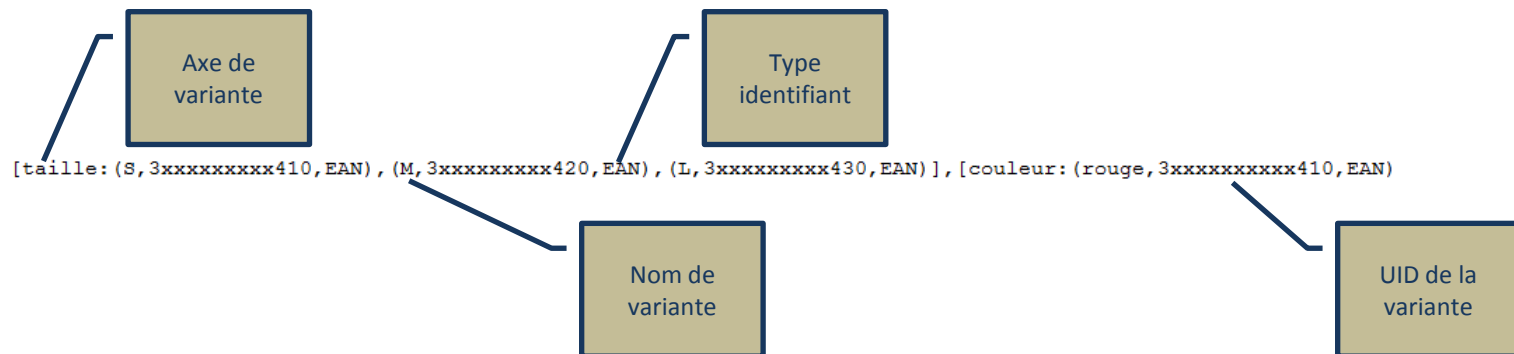 Axe de
variante
Type
identifiant
[taille:(S,3xxxxxxxxx410,EAN),(M,3xxxxxxxxx420,EAN),(L,3xxxxxxxxx430,EAN)],[couleur:(rouge,3xxxxxxxxxx410,EAN)
Nom de
variante
UID de la
variante